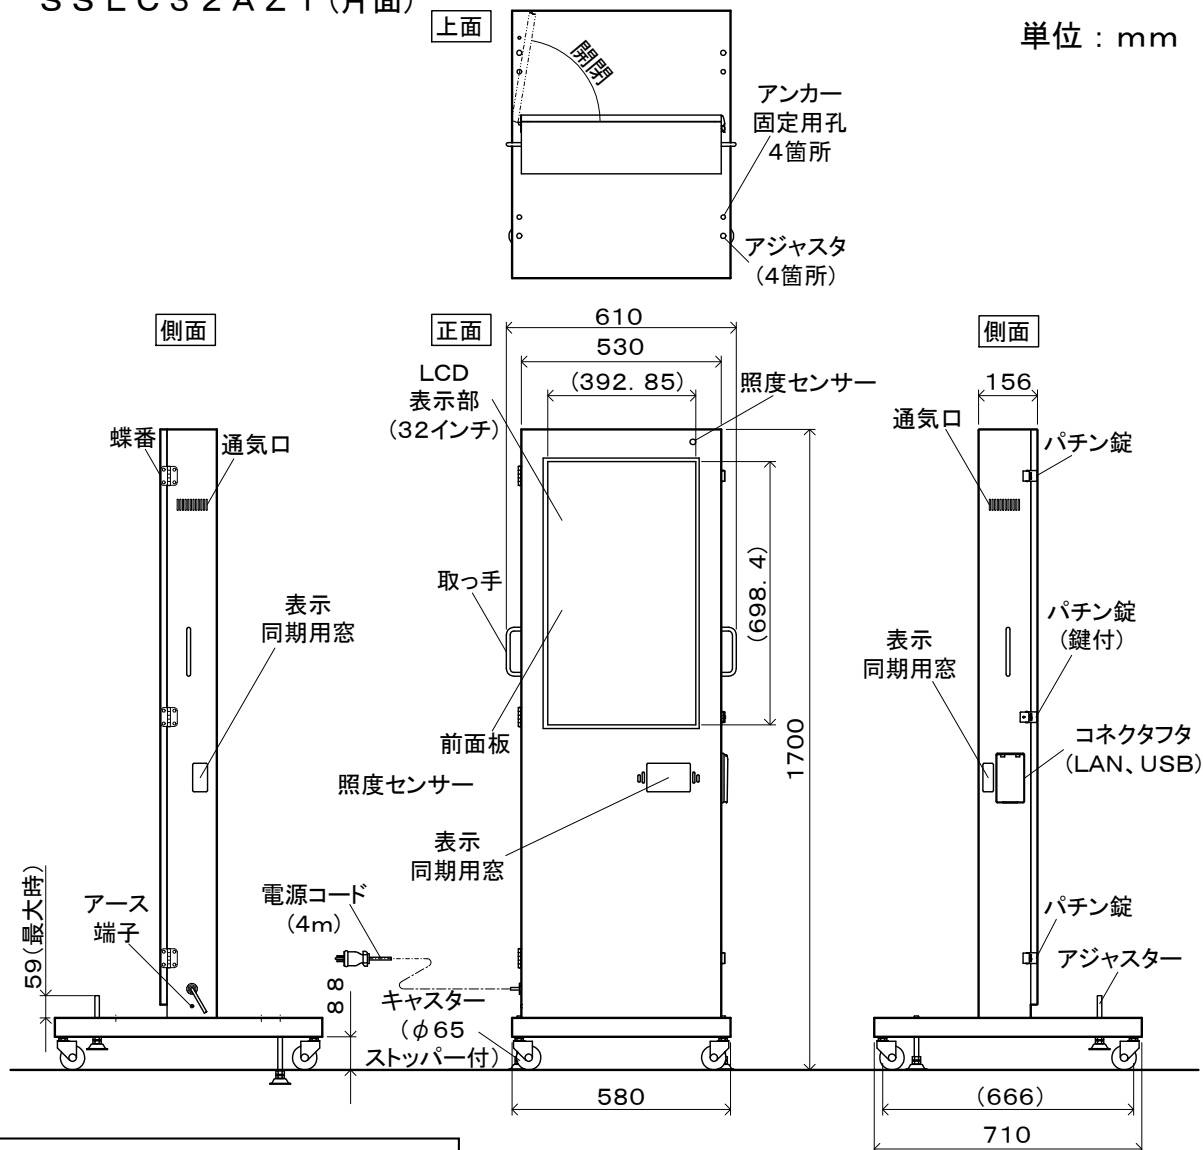 SSLC32AZ1(片面)
上面
単位：mm
開閉
アンカー
固定用孔
4箇所
アジャスタ
(4箇所)
側面
正面
側面
610
530
(392.85)
156
LCD
表示部
(32インチ)
照度センサー
蝶番
通気口
通気口
パチン錠
取っ手
(698.4)
表示
同期用窓
パチン錠
(鍵付)
表示
同期用窓
前面板
1700
コネクタフタ
(LAN、USB)
照度センサー
表示
同期用窓
59(最大時)
アース
端子
電源コード
(4m)
パチン錠
アジャスター
88
キャスター
(φ65
ストッパー付)
580
(666)
710